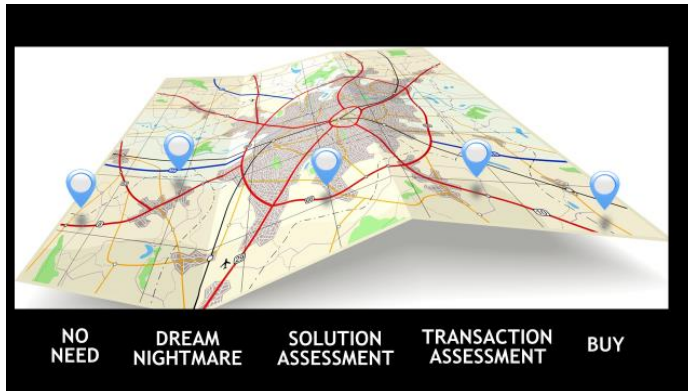 NO
NEED
DREAM
NIGHTMARE
SOLUTION
ASSESSMENT
TRANSACTION
ASSESSMENT
BUY